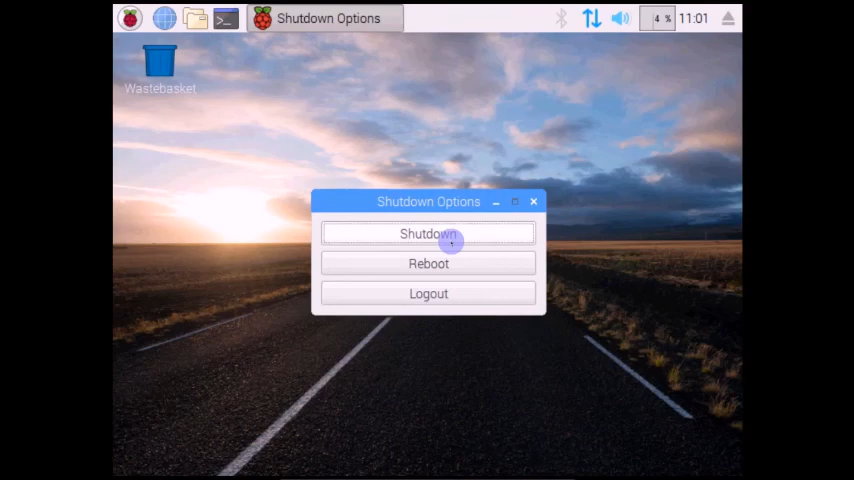 Shutdown Options
4 %
11:01
Wastebasket
Shutdown Options
Shutdown
Reboot
Logout